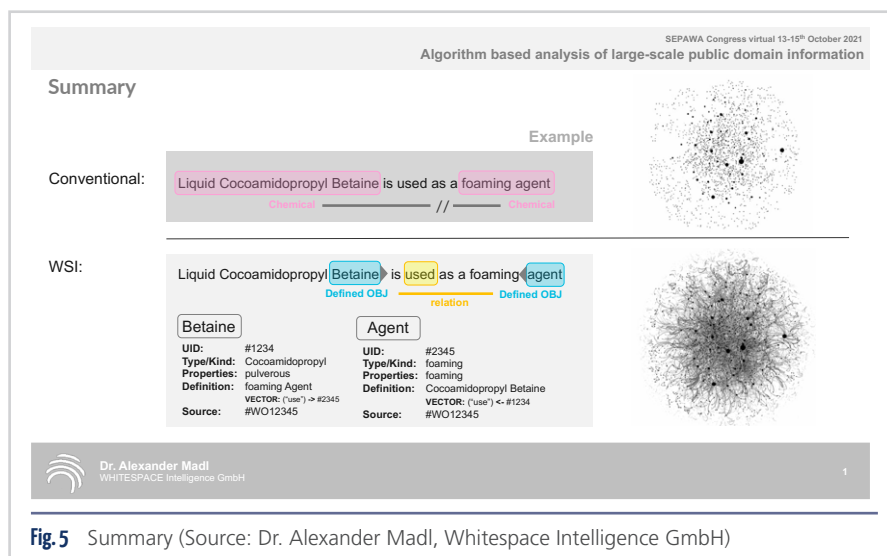 SEPAWA Congress virtual 13-15th October 2021
Algorithm based analysis of large-scale public domain information
Summary
Example
Conventional:
Liquid Cocoamidopropyl Betaine is used as a foaming agent
Chemical // Chemical
WSI:
Liquid Cocoamidopropyl Betaine is used as a foaming agent
Defined OBJ relation Defined OBJ
Betaine
UID: #1234
Type/Kind: Cocoamidopropyl
Properties: pulverous
Definition: foaming Agent
VECTOR: ("use") -> #2345
Source: #WO12345
Agent
UID: #2345
Type/Kind: foaming
Properties: foaming
Definition: Cocoamidopropyl Betaine
VECTOR: ("use") <- #1234
Source: #WO12345
Dr. Alexander Madl
WHITESPACE Intelligence GmbH
1
Fig. 5 Summary (Source: Dr. Alexander Madl, Whitespace Intelligence GmbH)